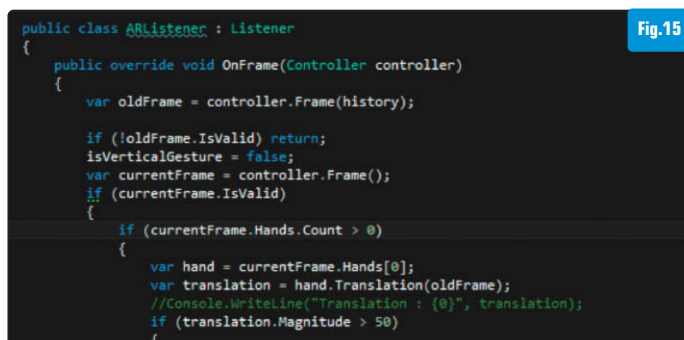 Fig.15
public class ARListener : Listener
{
    public override void OnFrame(Controller controller)
    {
        var oldFrame = controller.Frame(history);

        if (!oldFrame.IsValid) return;
        isVerticalGesture = false;
        var currentFrame = controller.Frame();
        if (currentFrame.IsValid)
        {
            if (currentFrame.Hands.Count > 0)
            {
                var hand = currentFrame.Hands[0];
                var translation = hand.Translation(oldFrame);
                //Console.WriteLine("Translation : {0}", translation);
                if (translation.Magnitude > 50)
                {